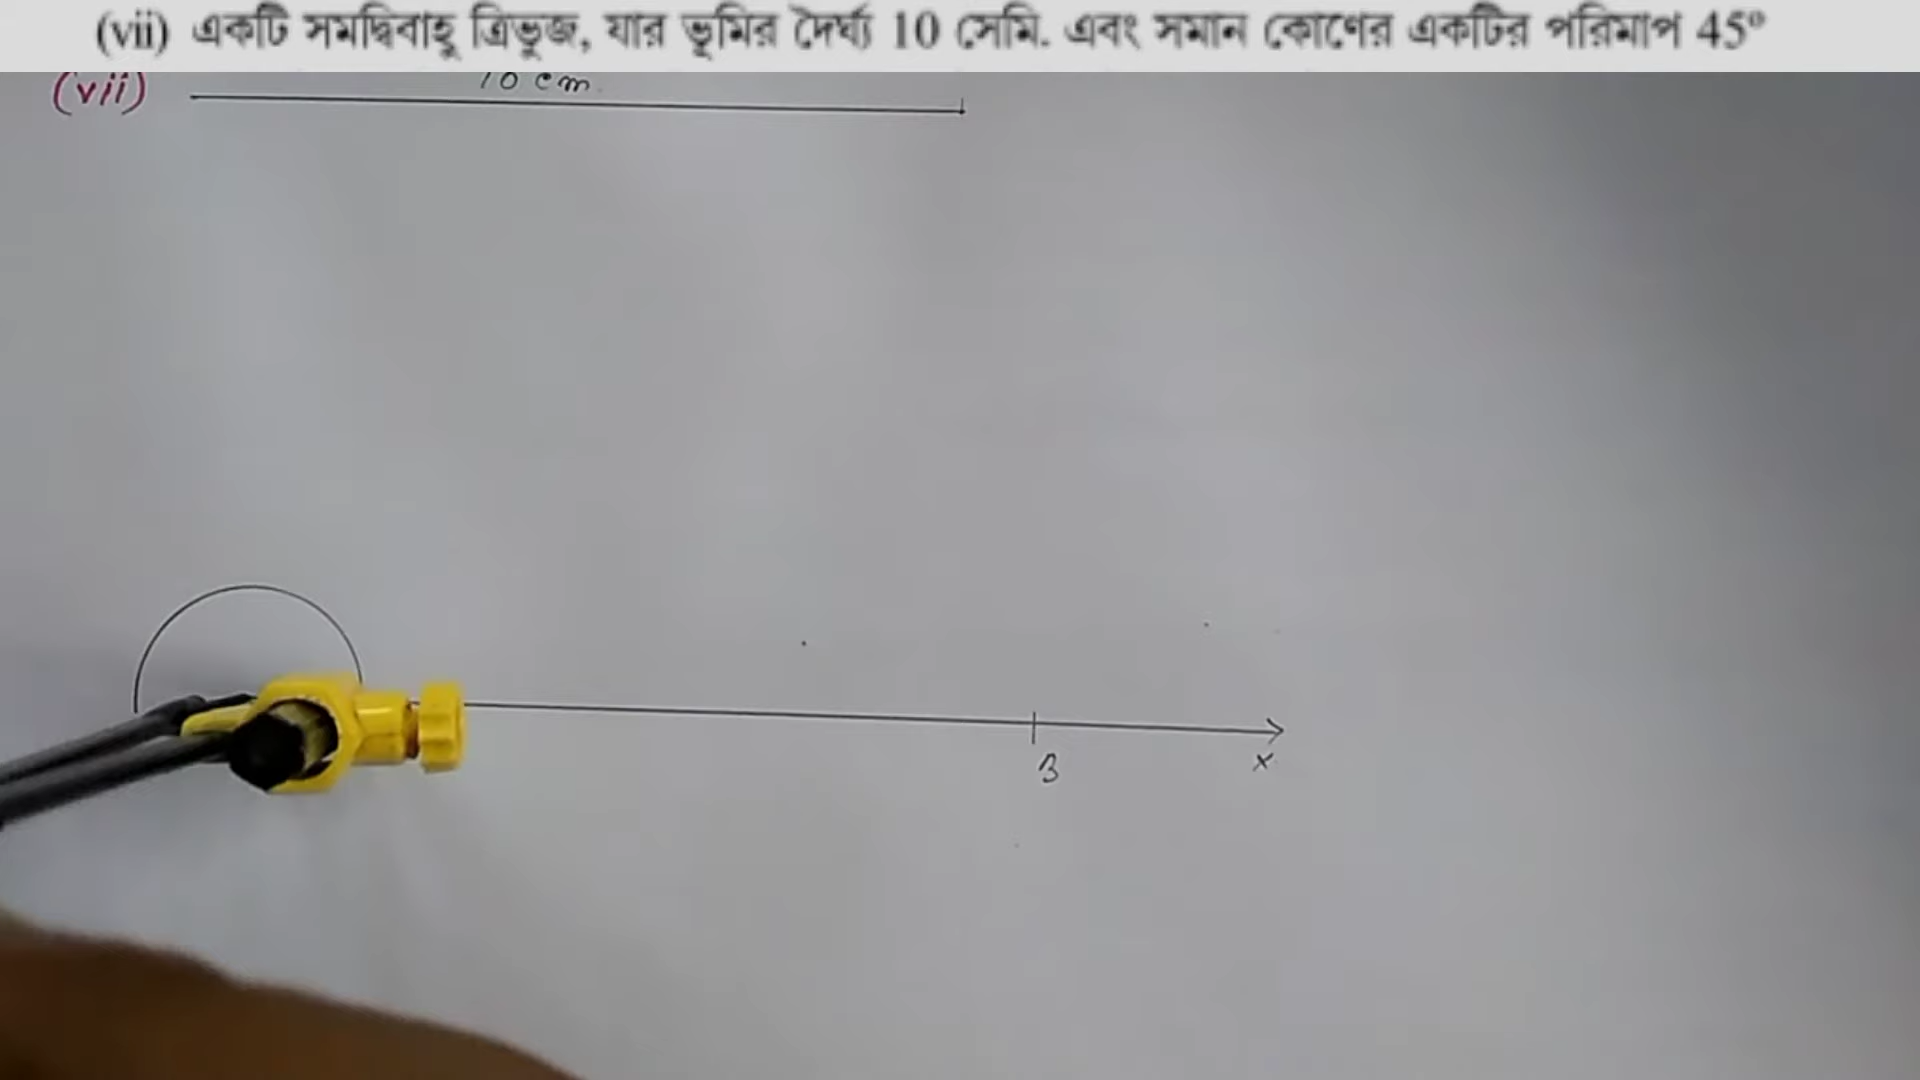 (vii) একটি সমদ্বিবাহু ত্রিভুজ, যার ভূমির দৈর্ঘ্য 10 সেমি. এবং সমান কোণের একটির পরিমাপ 45°
(vii) 10 cm
B x